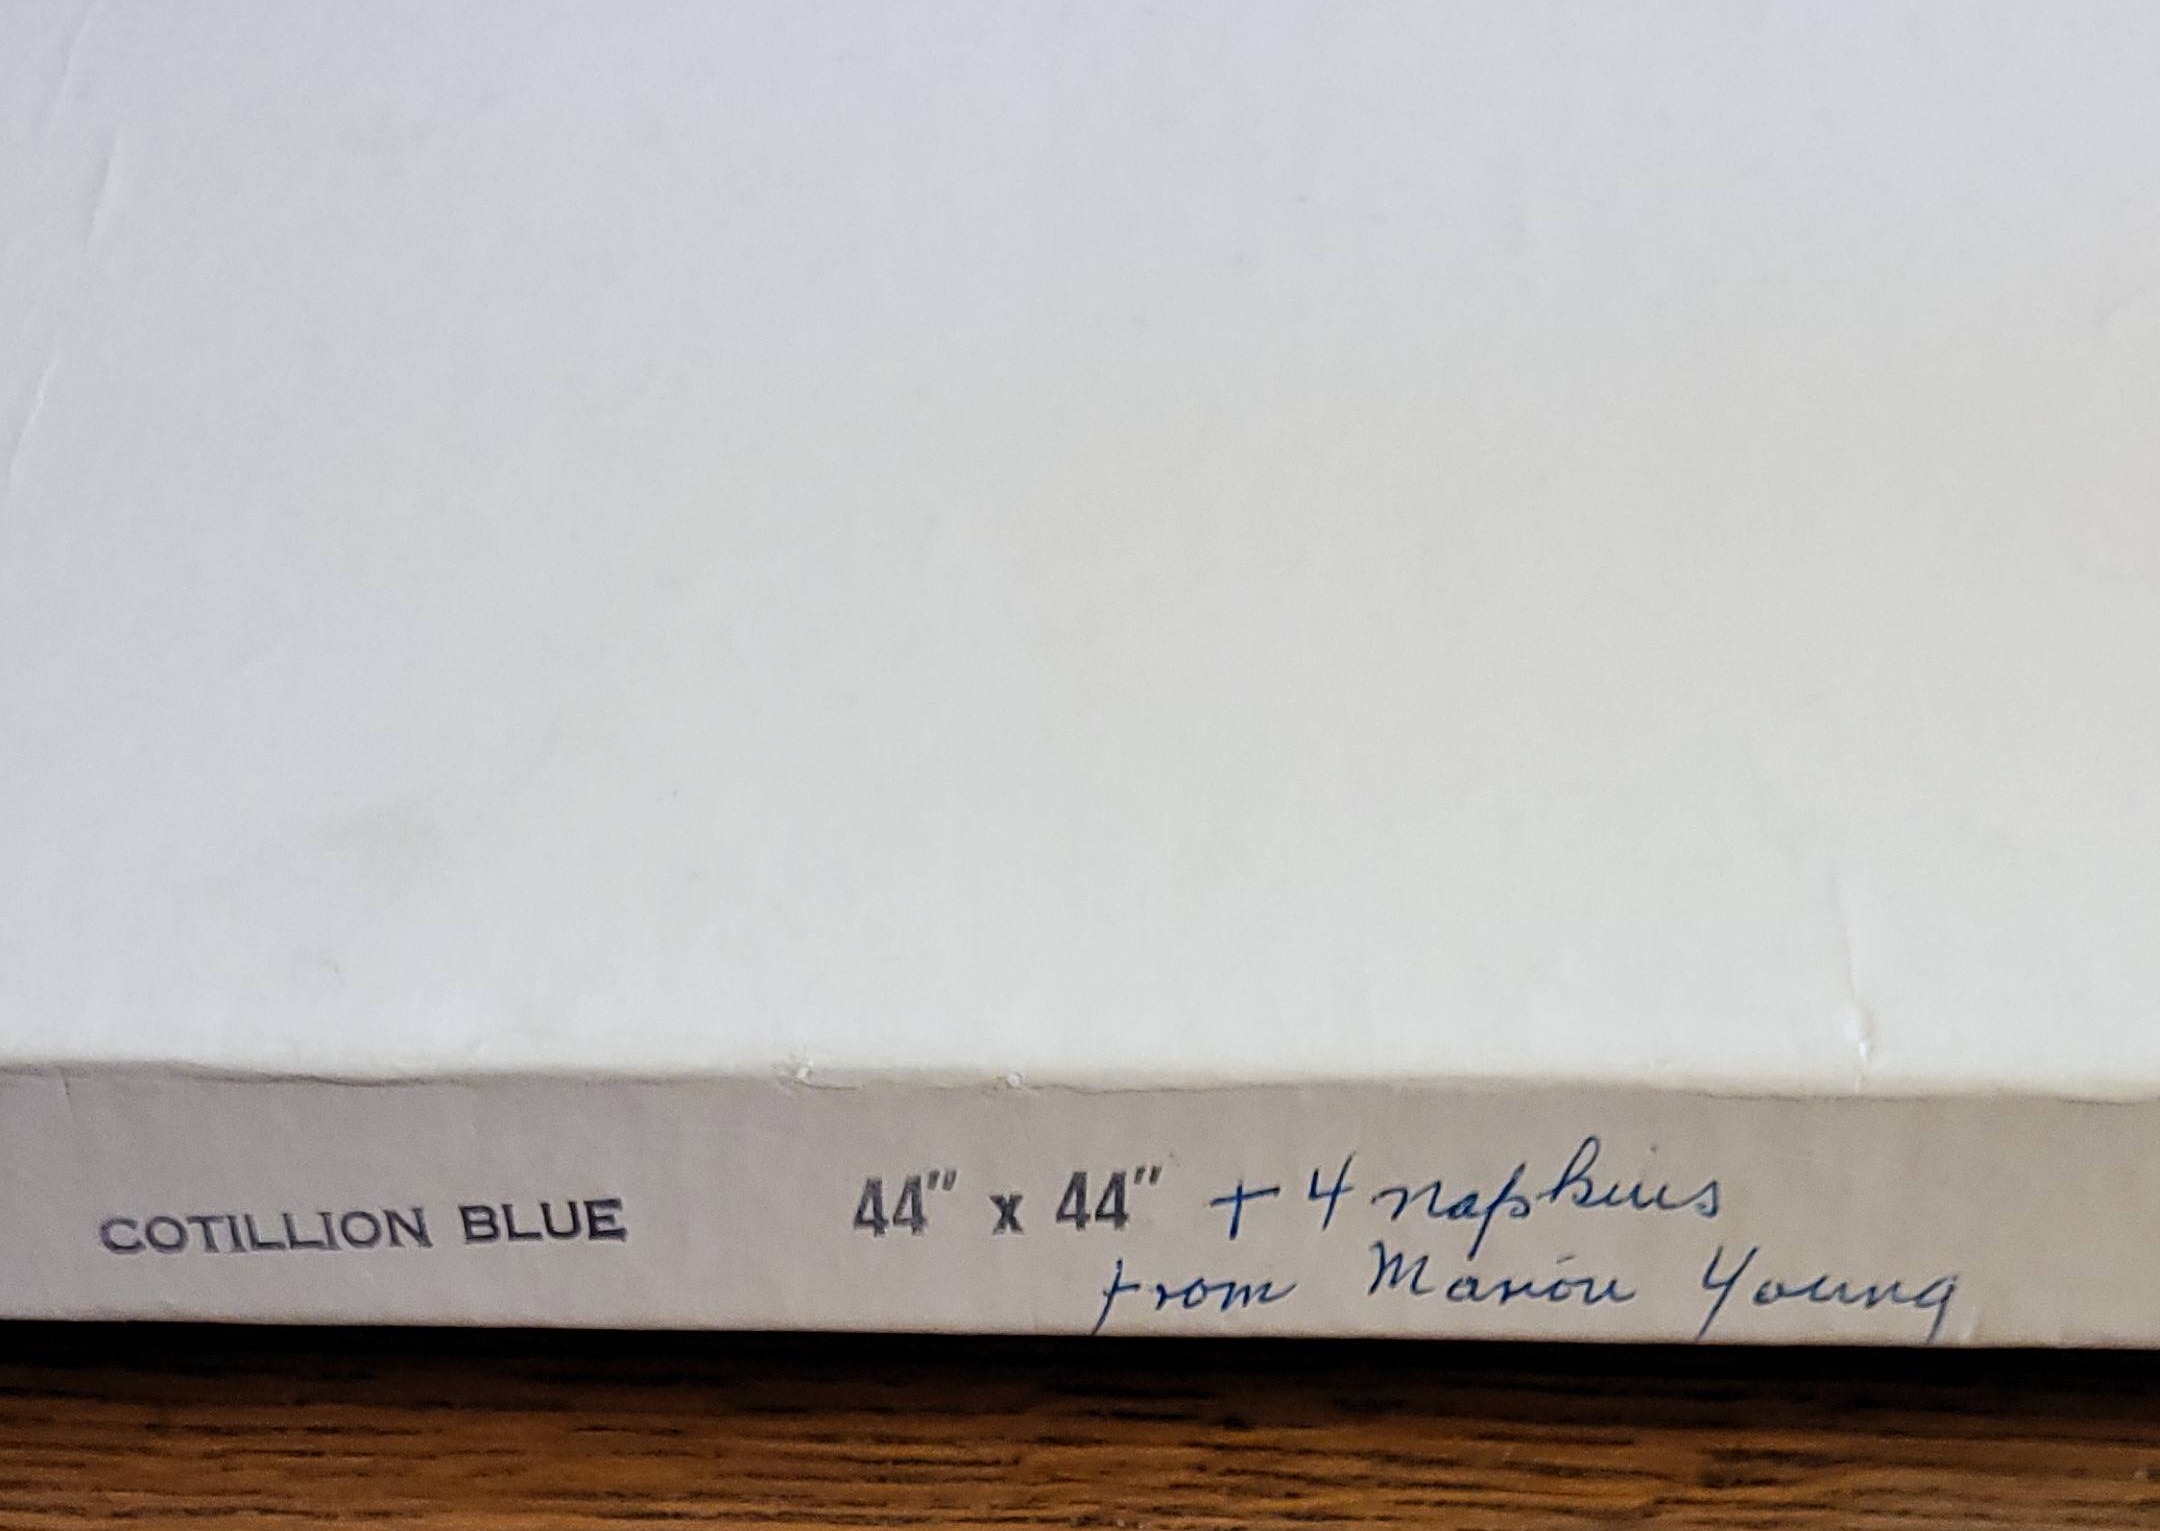 COTILLION BLUE 44" x 44" + 4 napkins
from Marion Young